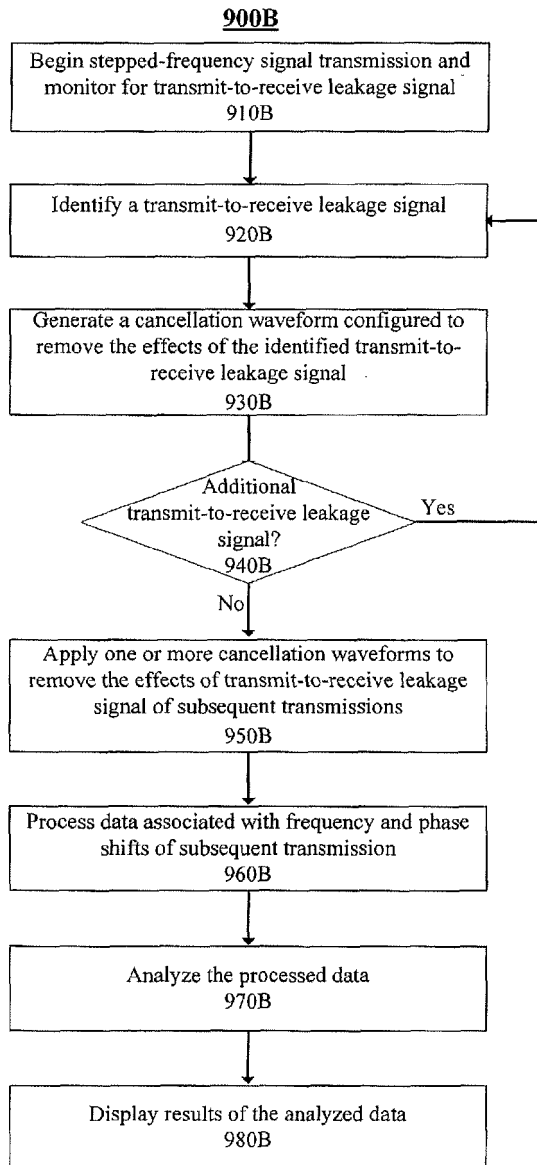 900B
Begin stepped-frequency signal transmission and
monitor for transmit-to-receive leakage signal
910B
Identify a transmit-to-receive leakage signal
920B
Generate a cancellation waveform configured to
remove the effects of the identified transmit-to-
receive leakage signal
930B
Additional
transmit-to-receive leakage
signal?
940B
Yes
No
Apply one or more cancellation waveforms to
remove the effects of transmit-to-receive leakage
signal of subsequent transmissions
950B
Process data associated with frequency and phase
shifts of subsequent transmission
960B
Analyze the processed data
970B
Display results of the analyzed data
980B